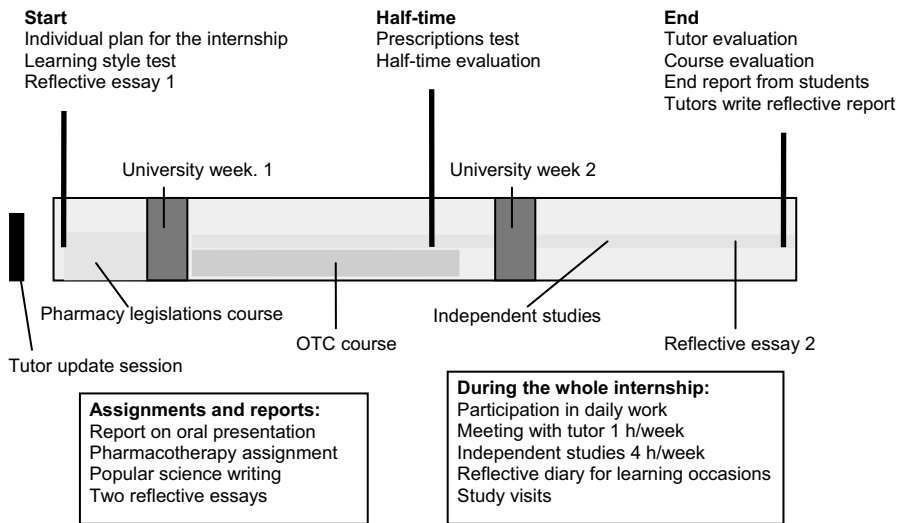 Start
Individual plan for the internship
Learning style test
Reflective essay 1
Half-time
Prescriptions test
Half-time evaluation
End
Tutor evaluation
Course evaluation
End report from students
Tutors write reflective report
University week. 1
University week 2
Pharmacy legislations course
OTC course
Independent studies
Reflective essay 2
Tutor update session
Assignments and reports:
Report on oral presentation
Pharmacotherapy assignment
Popular science writing
Two reflective essays
During the whole internship:
Participation in daily work
Meeting with tutor 1 h/week
Independent studies 4 h/week
Reflective diary for learning occasions
Study visits